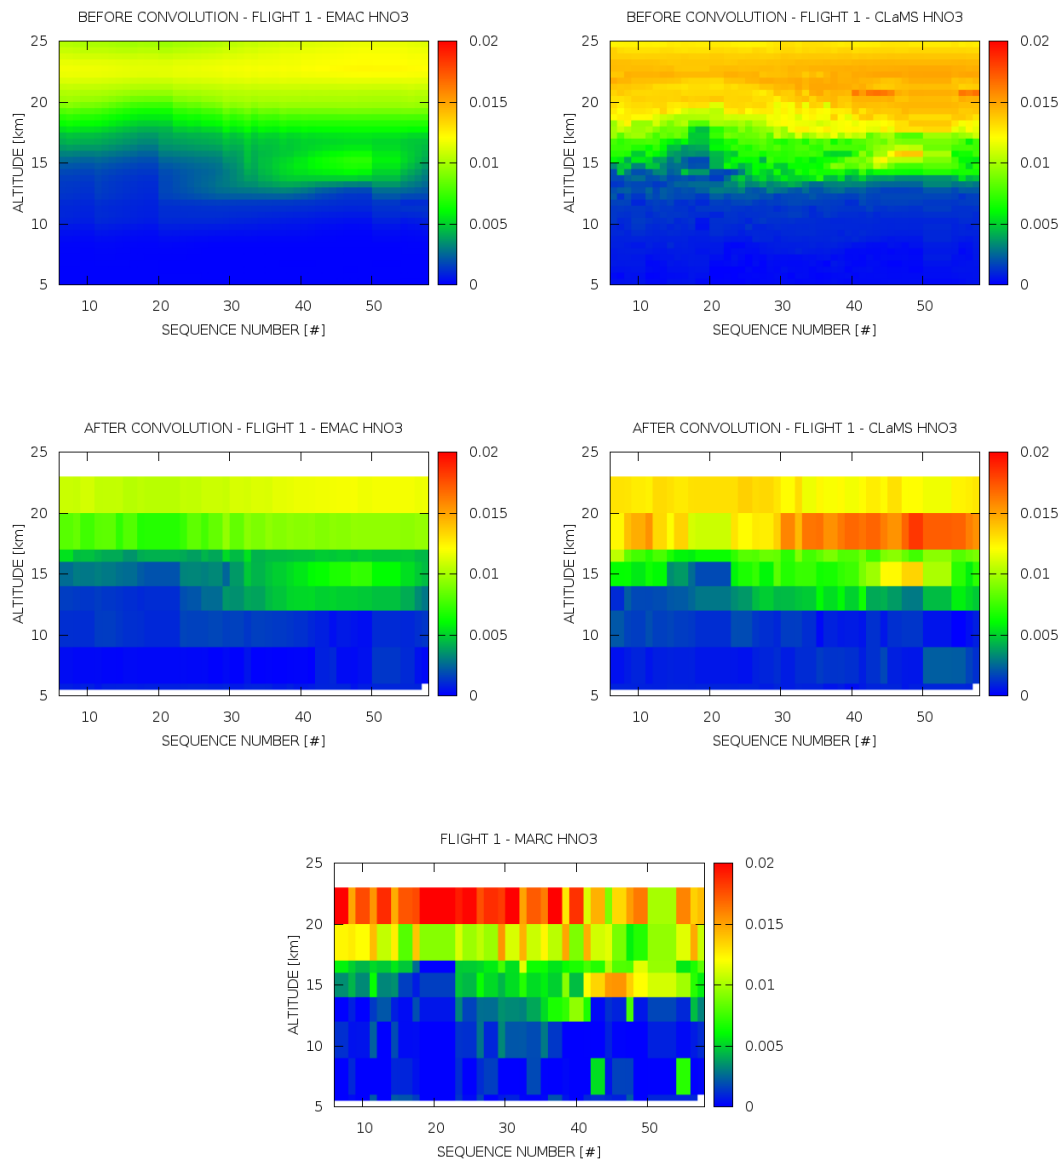 BEFORE CONVOLUTION - FLIGHT 1 - EMAC HNO3
25
20
15
10
5
ALTITUDE [km]
10 20 30 40 50
SEQUENCE NUMBER [#]
0.02
0.015
0.01
0.005
0
BEFORE CONVOLUTION - FLIGHT 1 - CLaMS HNO3
25
20
15
10
5
ALTITUDE [km]
10 20 30 40 50
SEQUENCE NUMBER [#]
0.02
0.015
0.01
0.005
0
AFTER CONVOLUTION - FLIGHT 1 - EMAC HNO3
25
20
15
10
5
ALTITUDE [km]
10 20 30 40 50
SEQUENCE NUMBER [#]
0.02
0.015
0.01
0.005
0
AFTER CONVOLUTION - FLIGHT 1 - CLaMS HNO3
25
20
15
10
5
ALTITUDE [km]
10 20 30 40 50
SEQUENCE NUMBER [#]
0.02
0.015
0.01
0.005
0
FLIGHT 1 - MARC HNO3
25
20
15
10
5
ALTITUDE [km]
10 20 30 40 50
SEQUENCE NUMBER [#]
0.02
0.015
0.01
0.005
0